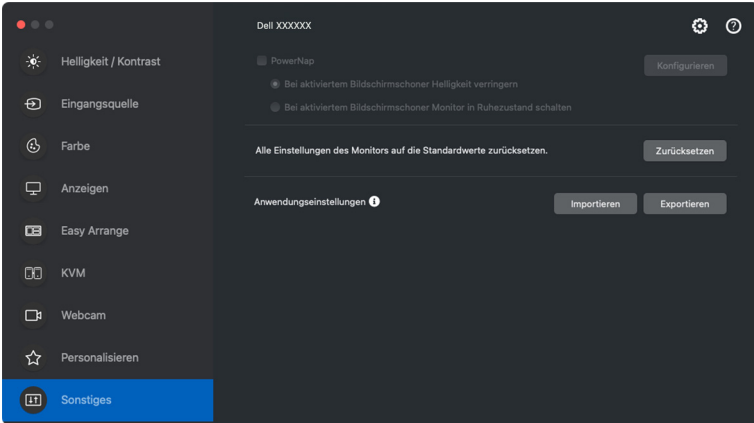 Dell XXXXXX
Helligkeit / Kontrast
Eingangsquelle
Farbe
Anzeigen
Easy Arrange
KVM
Webcam
Personalisieren
Sonstiges
PowerNap
Konfigurieren
Bei aktiviertem Bildschirmschoner Helligkeit verringern
Bei aktiviertem Bildschirmschoner Monitor in Ruhezustand schalten
Alle Einstellungen des Monitors auf die Standardwerte zurücksetzen.
Zurücksetzen
Anwendungseinstellungen
Importieren
Exportieren